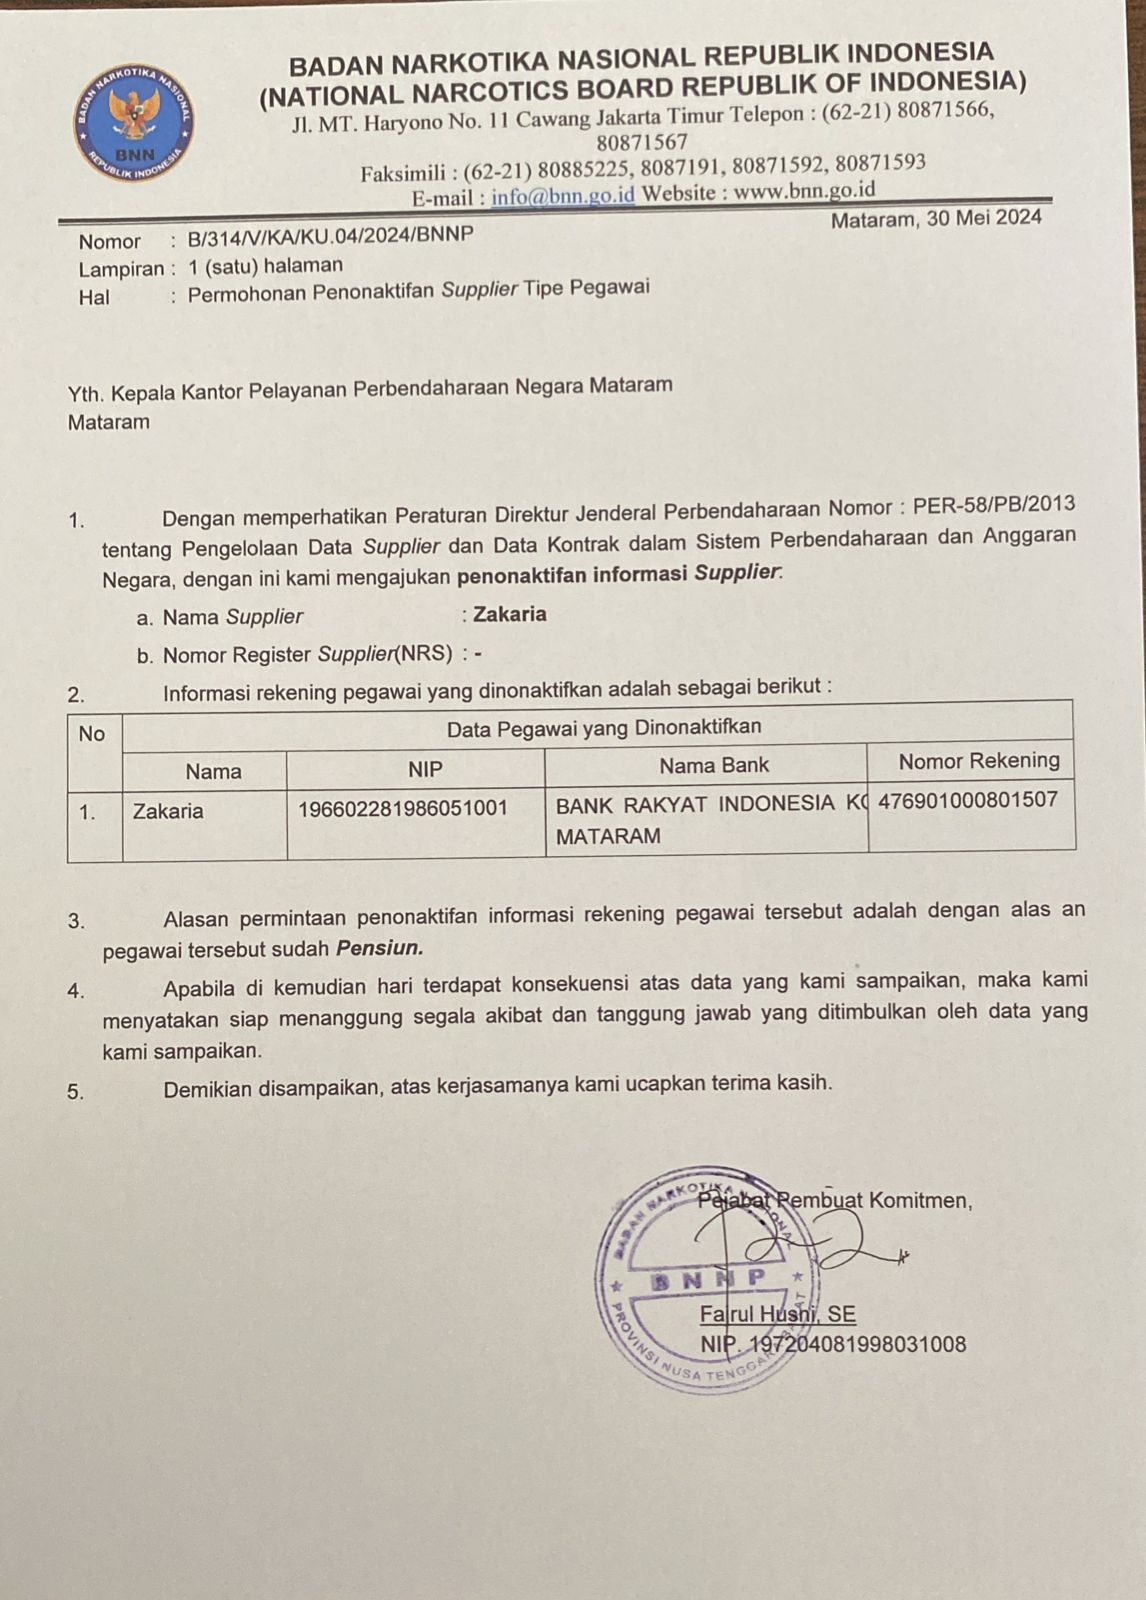 BADAN NARKOTIKA NASIONAL
REPUBLIK INDONESIA
BNN
BADAN NARKOTIKA NASIONAL REPUBLIK INDONESIA
(NATIONAL NARCOTICS BOARD REPUBLIK OF INDONESIA)
Jl. MT. Haryono No. 11 Cawang Jakarta Timur Telepon : (62-21) 80871566,
80871567
Faksimili : (62-21) 80885225, 8087191, 80871592, 80871593
E-mail : info@bnn.go.id Website : www.bnn.go.id
Mataram, 30 Mei 2024
Nomor : B/314/V/KA/KU.04/2024/BNNP
Lampiran : 1 (satu) halaman
Hal : Permohonan Penonaktifan Supplier Tipe Pegawai
Yth. Kepala Kantor Pelayanan Perbendaharaan Negara Mataram
Mataram
1. Dengan memperhatikan Peraturan Direktur Jenderal Perbendaharaan Nomor : PER-58/PB/2013
tentang Pengelolaan Data Supplier dan Data Kontrak dalam Sistem Perbendaharaan dan Anggaran
Negara, dengan ini kami mengajukan penonaktifan informasi Supplier:
a. Nama Supplier : Zakaria
b. Nomor Register Supplier(NRS) : -
2. Informasi rekening pegawai yang dinonaktifkan adalah sebagai berikut :
No Data Pegawai yang Dinonaktifkan
Nama NIP Nama Bank Nomor Rekening
1. Zakaria 196602281986051001 BANK RAKYAT INDONESIA KC 476901000801507
MATARAM
3. Alasan permintaan penonaktifan informasi rekening pegawai tersebut adalah dengan alas an
pegawai tersebut sudah Pensiun.
4. Apabila di kemudian hari terdapat konsekuensi atas data yang kami sampaikan, maka kami
menyatakan siap menanggung segala akibat dan tanggung jawab yang ditimbulkan oleh data yang
kami sampaikan.
5. Demikian disampaikan, atas kerjasamanya kami ucapkan terima kasih.
Pejabat Pembuat Komitmen,
BADAN NARKOTIKA NASIONAL
BNNP
PROVINSI NUSA TENGGARA BARAT
Fajrul Husni, SE
NIP. 197204081998031008